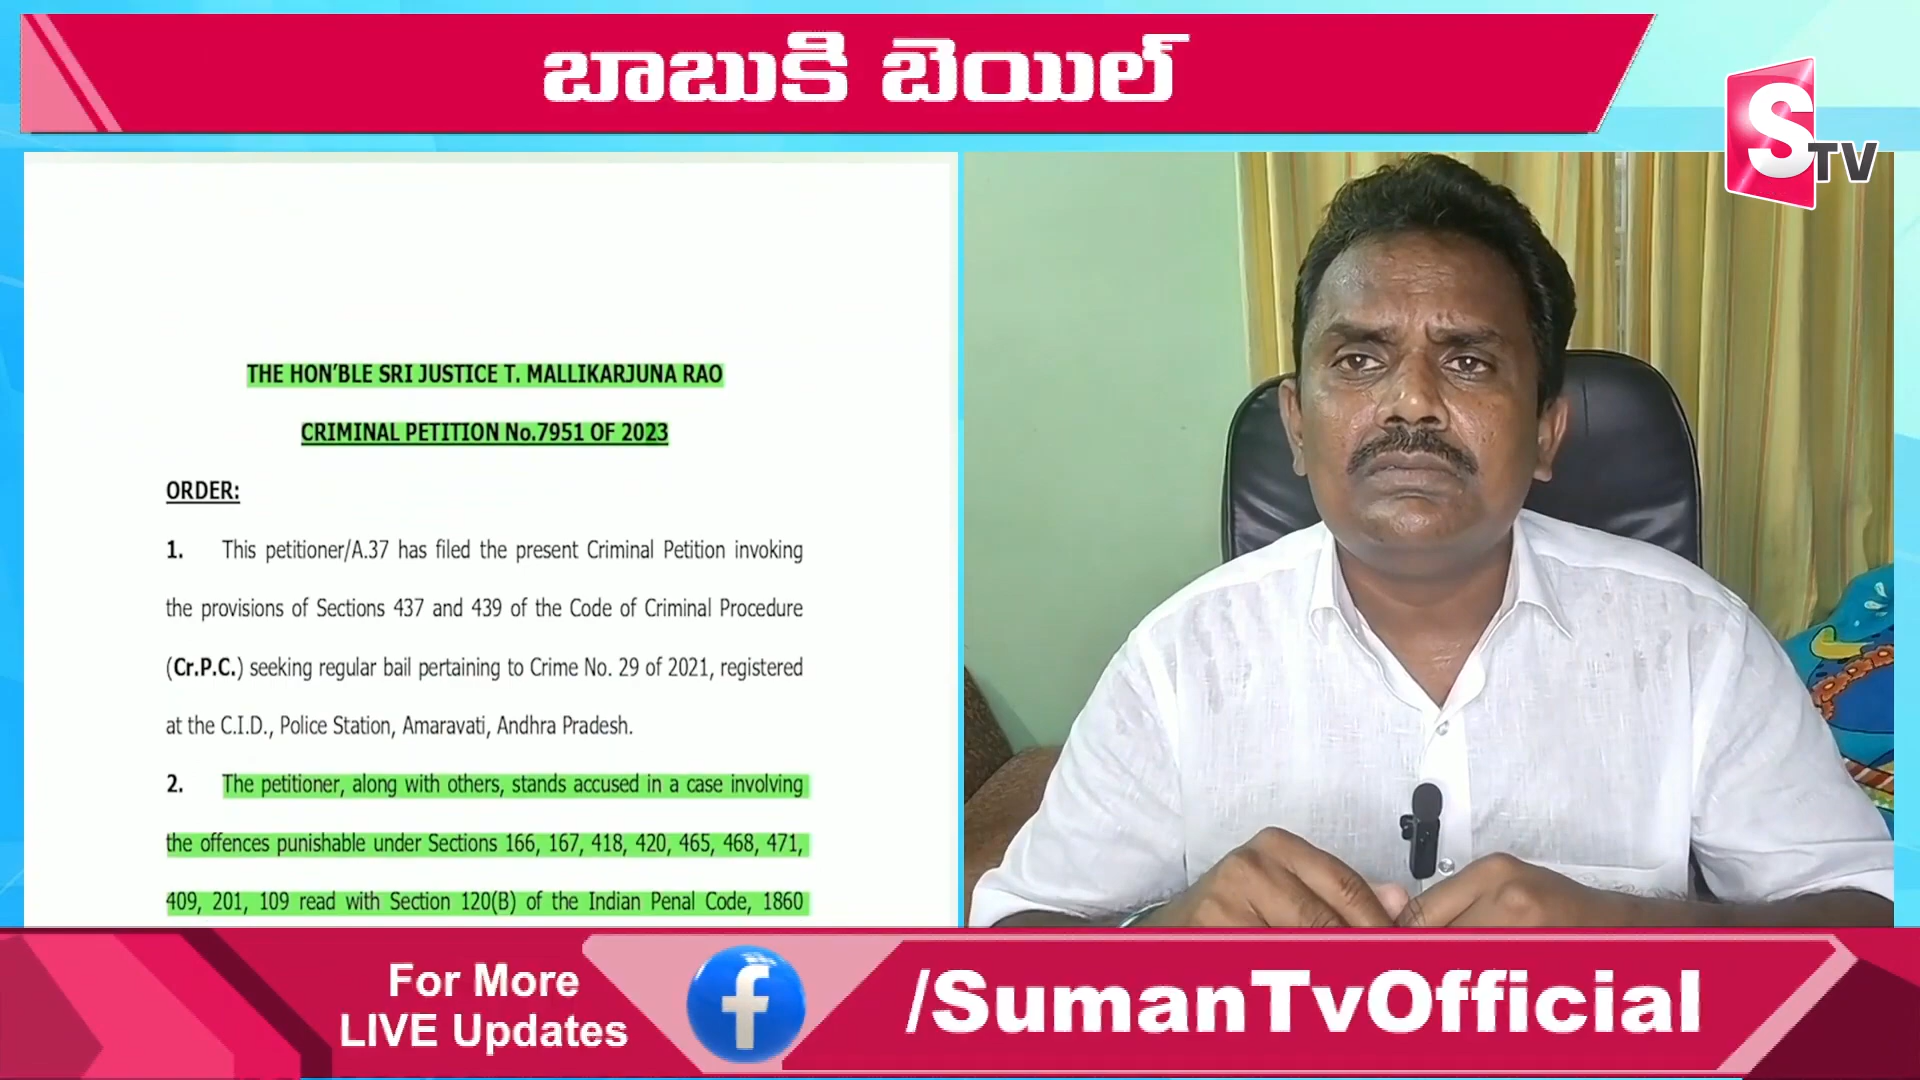 బాబుకి బెయిల్
STV
THE HON'BLE SRI JUSTICE T. MALLIKARJUNA RAO
CRIMINAL PETITION No.7951 OF 2023
ORDER:
1. This petitioner/A.37 has filed the present Criminal Petition invoking
the provisions of Sections 437 and 439 of the Code of Criminal Procedure
(Cr.P.C.) seeking regular bail pertaining to Crime No. 29 of 2021, registered
at the C.I.D., Police Station, Amaravati, Andhra Pradesh.
2. The petitioner, along with others, stands accused in a case involving
the offences punishable under Sections 166, 167, 418, 420, 465, 468, 471,
409, 201, 109 read with Section 120(B) of the Indian Penal Code, 1860
For More
LIVE Updates
f
/SumanTvOfficial